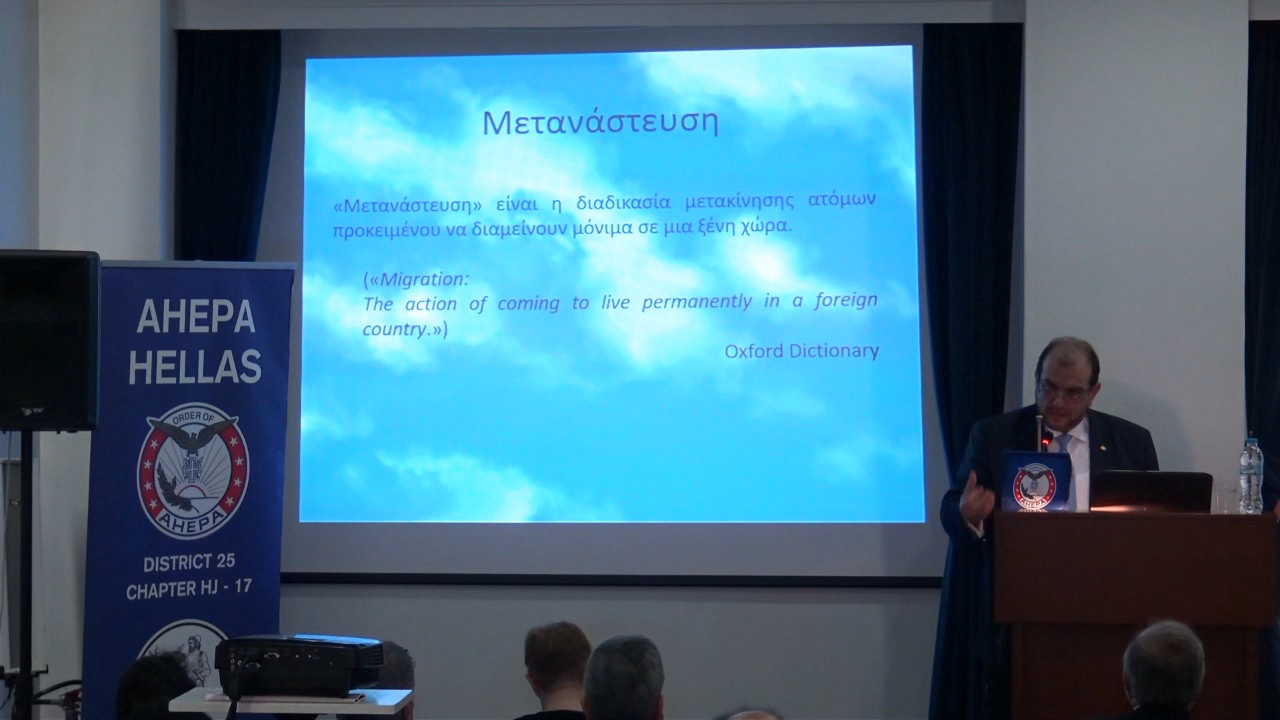 Μετανάστευση
«Μετανάστευση» είναι η διαδικασία μετακίνησης ατόμων
προκειμένου να διαμείνουν μόνιμα σε μια ξένη χώρα.
(«Migration:
The action of coming to live permanently in a foreign
country.»)
Oxford Dictionary
AHEPA
HELLAS
ORDER OF
AHEPA
DISTRICT 25
CHAPTER HJ - 17
AHEPA